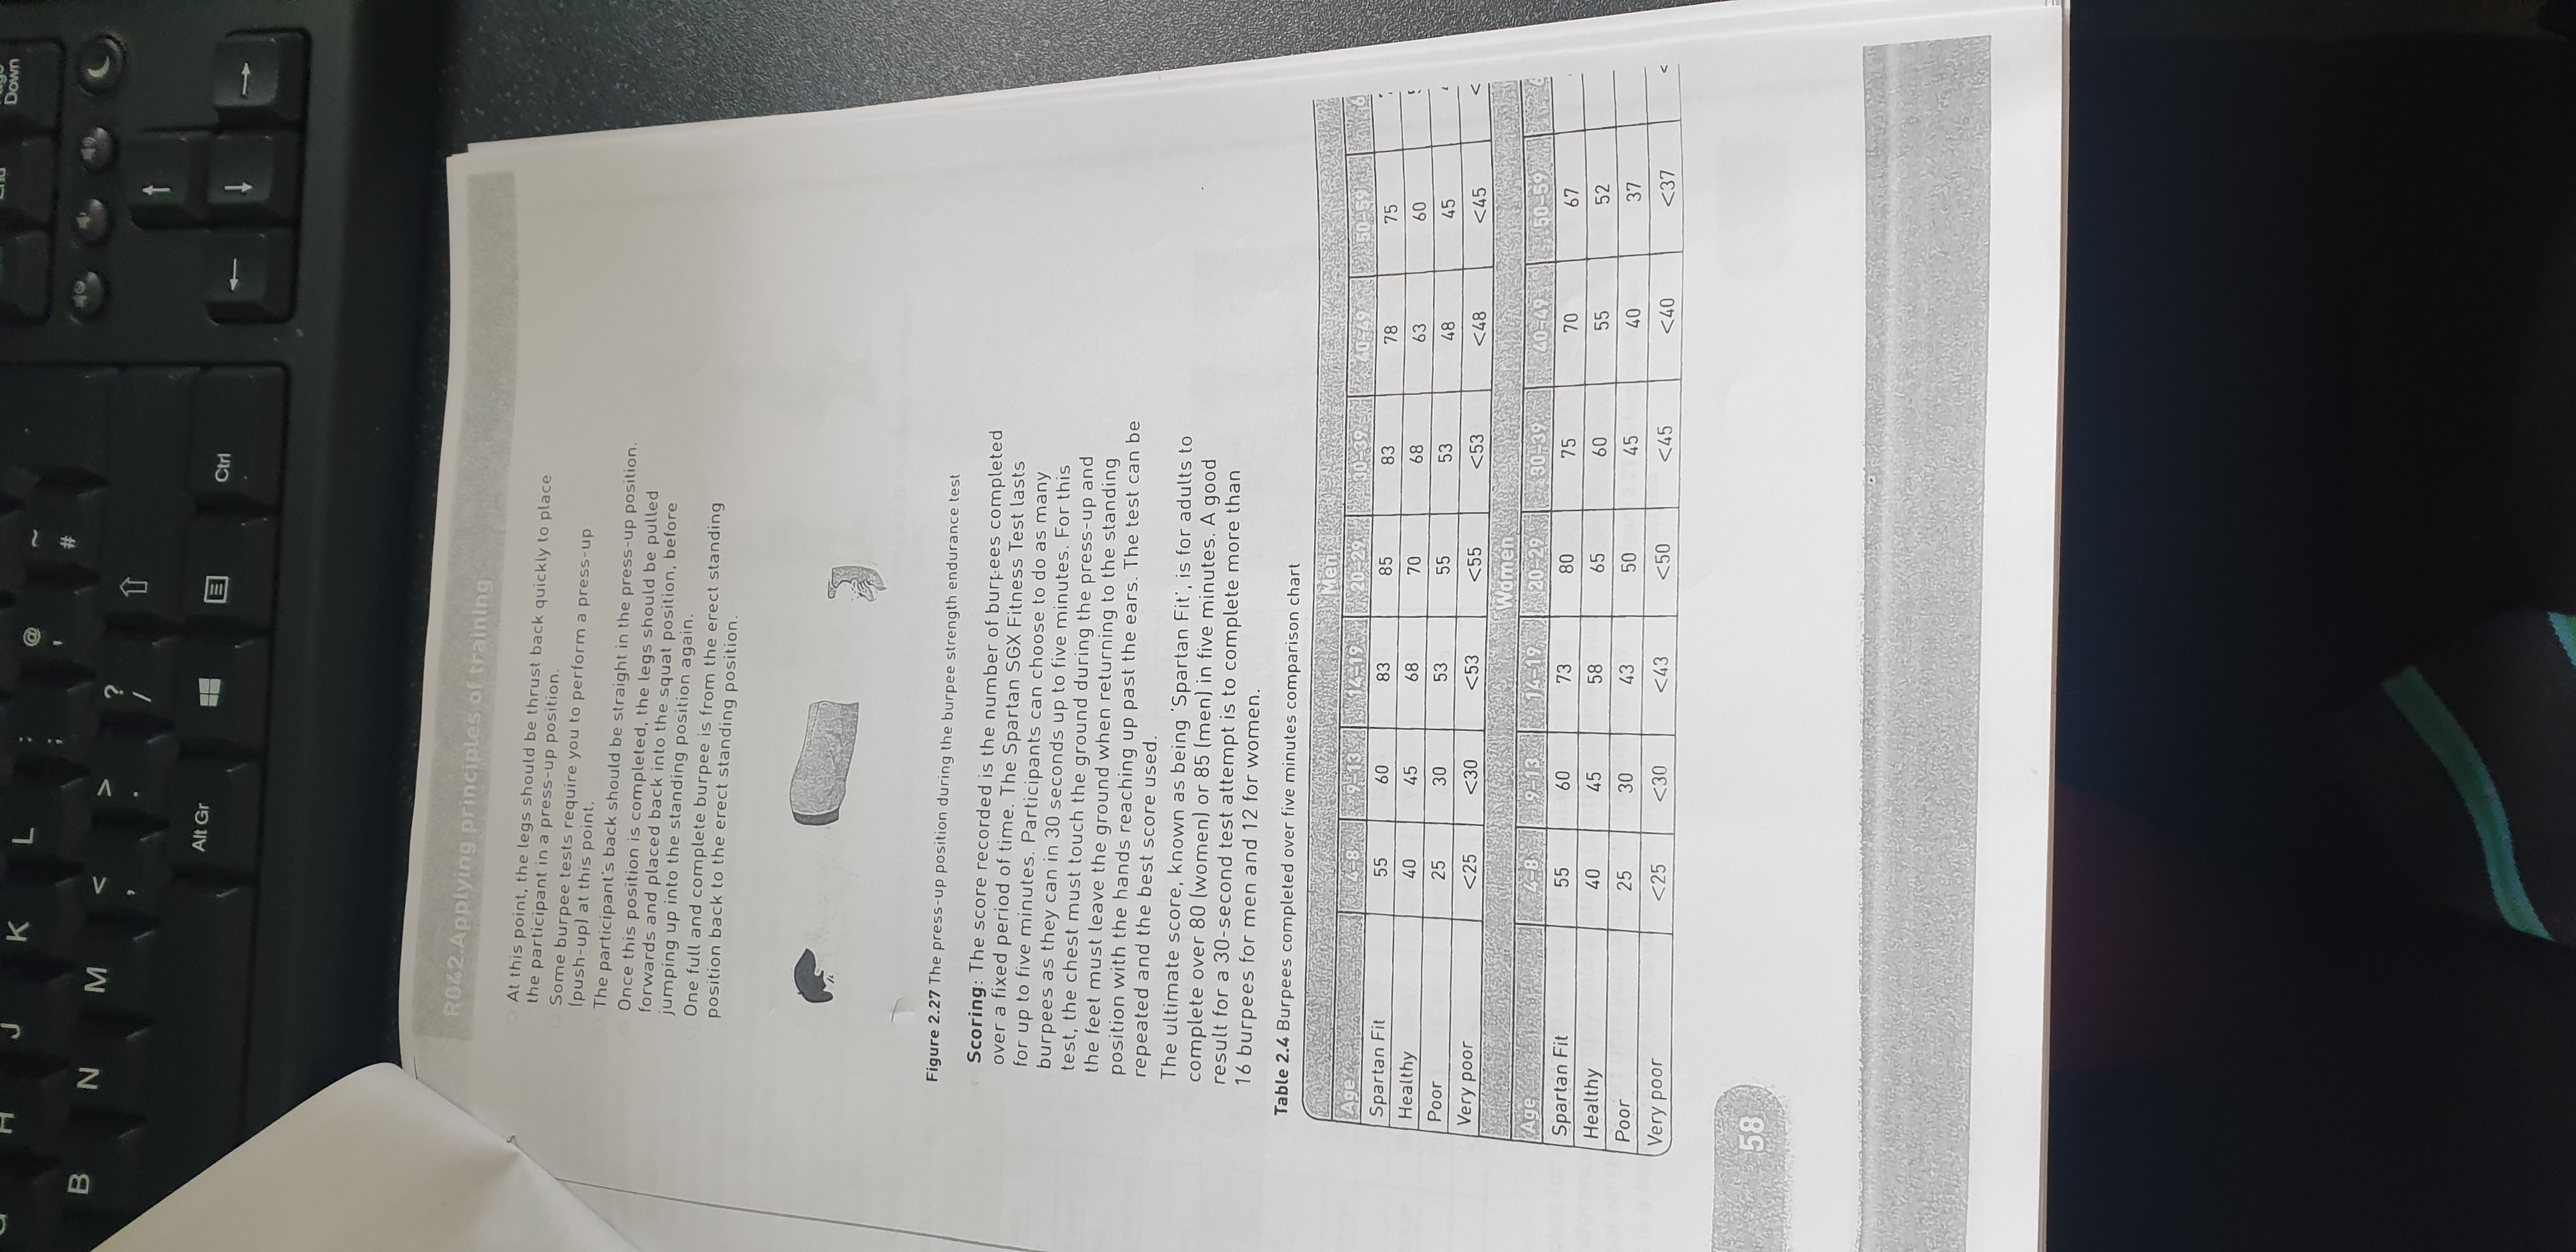 H J K L : ; @ ' ~ #
End
Down
B N M < , > . ? /
Alt Gr
Ctrl
R042 Applying principles of training
At this point, the legs should be thrust back quickly to place
the participant in a press-up position.
Some burpee tests require you to perform a press-up
(push-up) at this point.
The participant's back should be straight in the press-up position.
Once this position is completed, the legs should be pulled
forwards and placed back into the squat position, before
jumping up into the standing position again.
One full and complete burpee is from the erect standing
position back to the erect standing position.
Figure 2.27 The press-up position during the burpee strength endurance test
Scoring: The score recorded is the number of burpees completed
over a fixed period of time. The Spartan SGX Fitness Test lasts
for up to five minutes. Participants can choose to do as many
burpees as they can in 30 seconds up to five minutes. For this
test, the chest must touch the ground during the press-up and
the feet must leave the ground when returning to the standing
position with the hands reaching up past the ears. The test can be
repeated and the best score used.
The ultimate score, known as being 'Spartan Fit', is for adults to
complete over 80 (women) or 85 (men) in five minutes. A good
result for a 30-second test attempt is to complete more than
16 burpees for men and 12 for women.
Table 2.4 Burpees completed over five minutes comparison chart
Men
Age 4–8 9–13 14–19 20–29 30–39 40–49 50–59 6
Spartan Fit 55 60 83 85 83 78 75
Healthy 40 45 68 70 68 63 60
Poor 25 30 53 55 53 48 45
Very poor <25 <30 <53 <55 <53 <48 <45 <
Women
Age 4–8 9–13 14–19 20–29 30–39 40–49 50–59 6
Spartan Fit 55 60 73 80 75 70 67
Healthy 40 45 58 65 60 55 52
Poor 25 30 43 50 45 40 37
Very poor <25 <30 <43 <50 <45 <40 <37 <
58